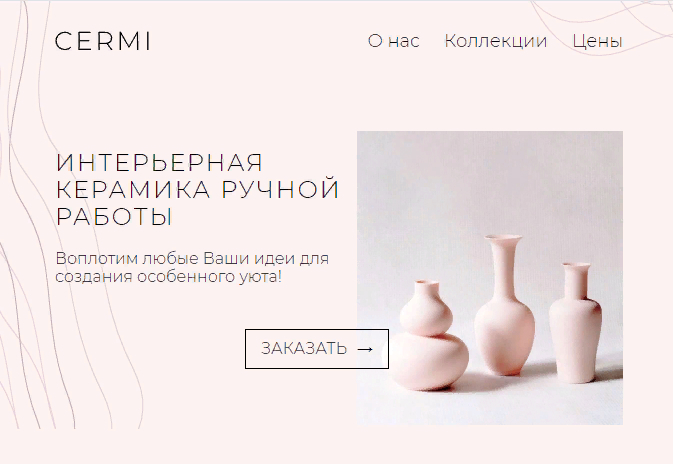 CERMI
О нас Коллекции Цены
ИНТЕРЬЕРНАЯ
КЕРАМИКА РУЧНОЙ
РАБОТЫ
Воплотим любые Ваши идеи для
создания особенного уюта!
ЗАКАЗАТЬ →